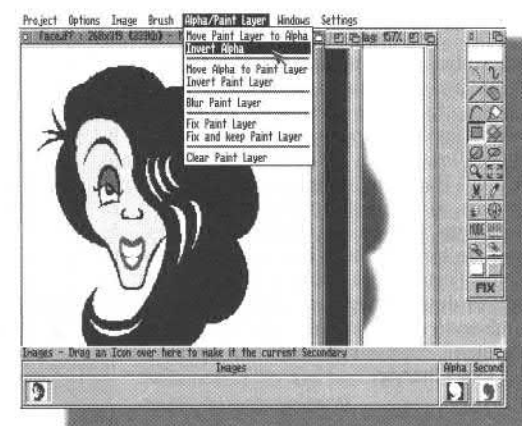 Project Options Image Brush Alpha/Paint Layer Windows Settings
Move Paint Layer to Alpha
Invert Alpha
Move Alpha to Paint Layer
Invert Paint Layer
Blur Paint Layer
Fix Paint Layer
Fix and keep Paint Layer
Clear Paint Layer
FIX
Images - Drag an Icon over here to make it the current Secondary
Images
Alpha
Second